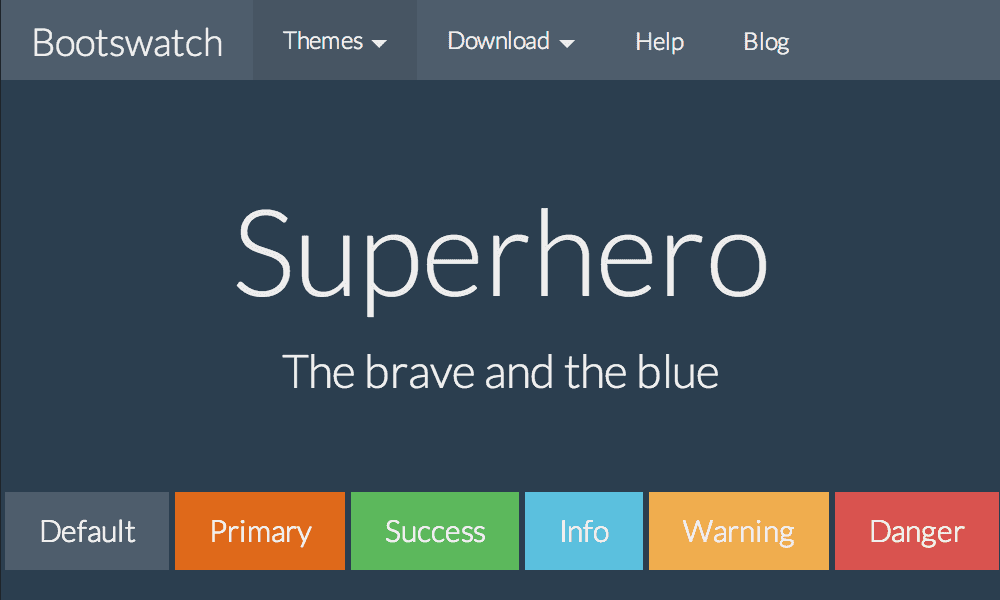 Bootswatch Themes Download Help Blog
Superhero
The brave and the blue
Default Primary Success Info Warning Danger